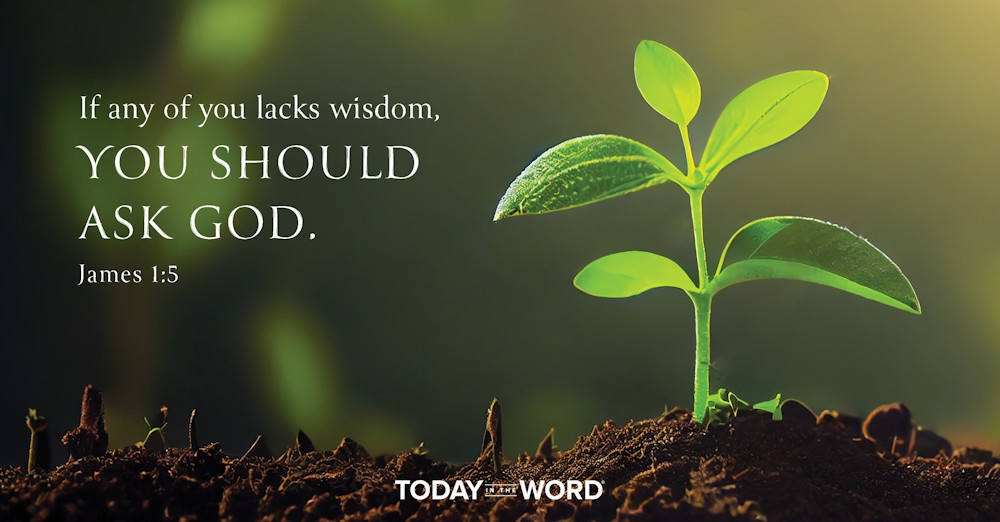 If any of you lacks wisdom,
YOU SHOULD
ASK GOD.
James 1:5
TODAY IN THE WORD®